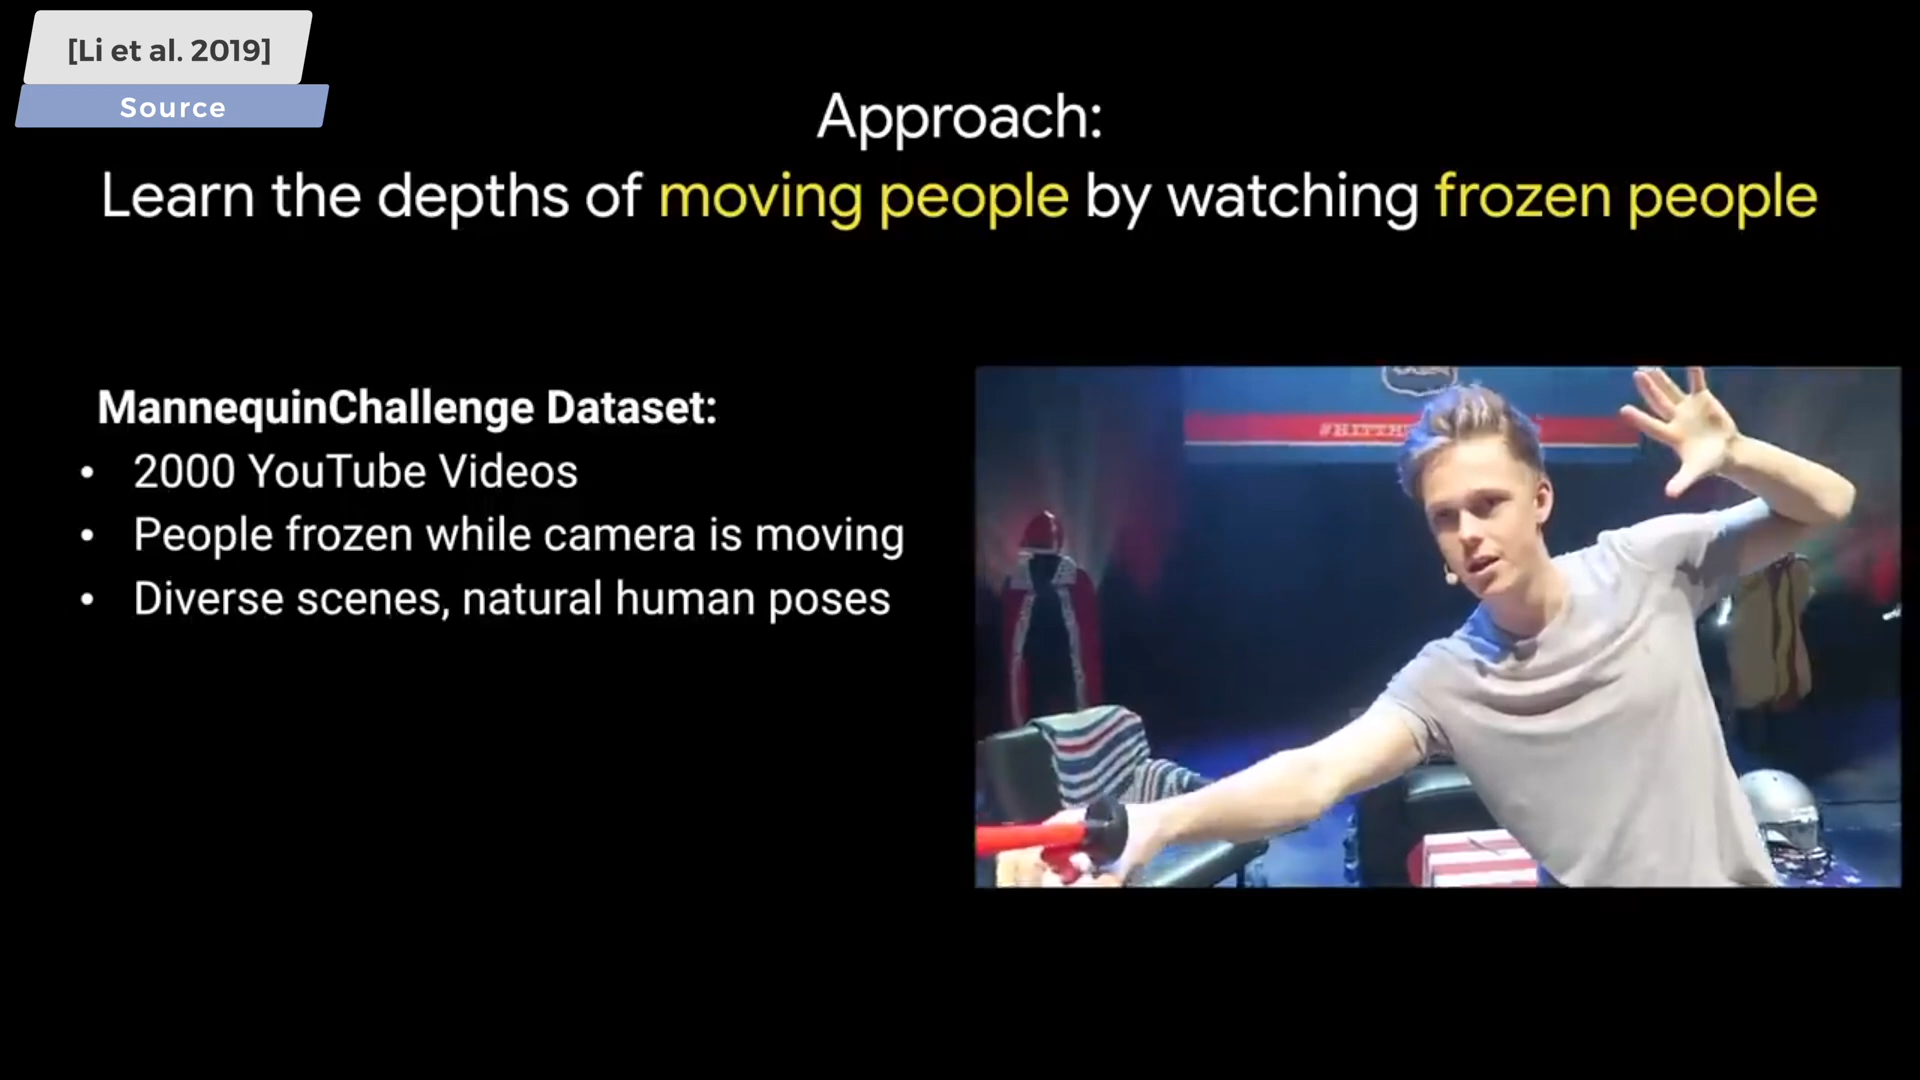 [Li et al. 2019]
Source
Approach:
Learn the depths of moving people by watching frozen people
MannequinChallenge Dataset:
• 2000 YouTube Videos
• People frozen while camera is moving
• Diverse scenes, natural human poses